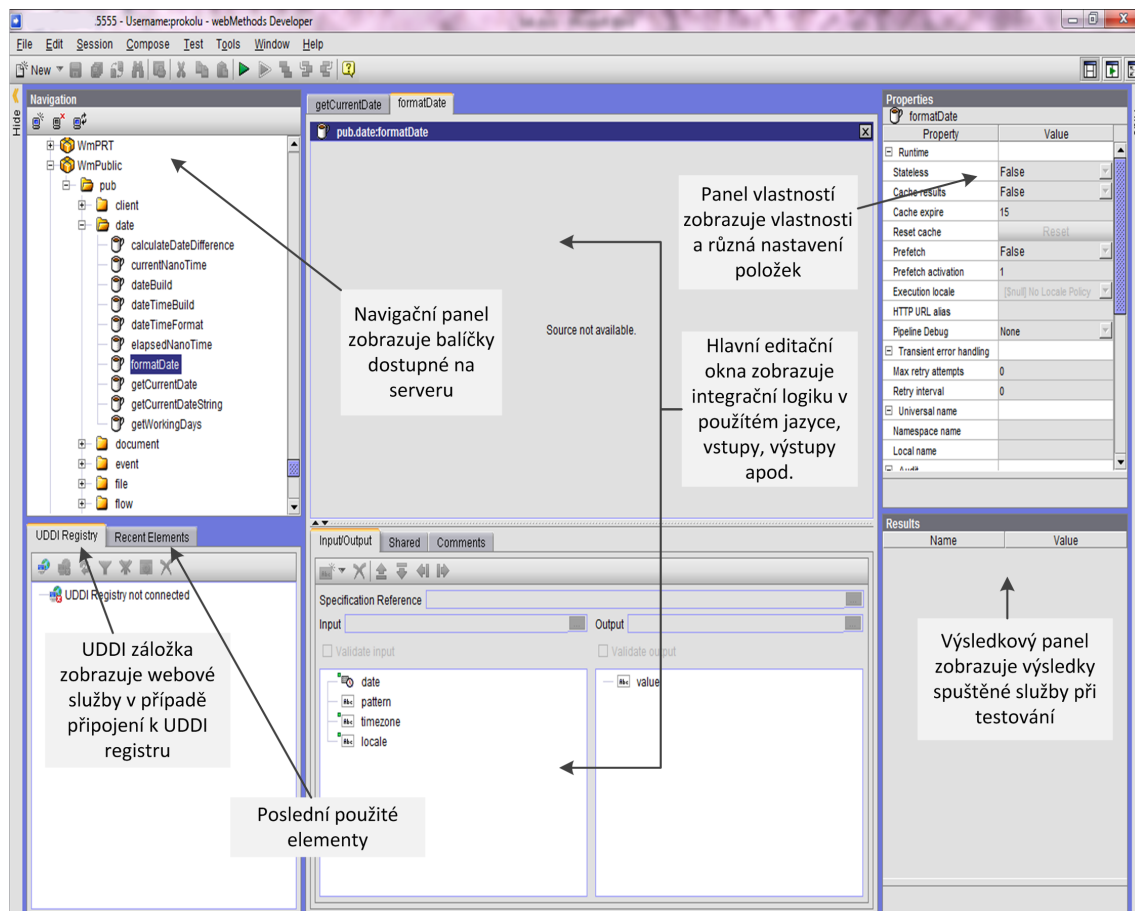 .5555 - Username:prokolu - webMethods Developer
File Edit Session Compose Test Tools Window Help
New
Hide
Navigation
WmPRT
WmPublic
pub
client
date
calculateDateDifference
currentNanoTime
dateBuild
dateTimeBuild
dateTimeFormat
elapsedNanoTime
formatDate
getCurrentDate
getCurrentDateString
getWorkingDays
document
event
file
flow
Navigační panel
zobrazuje balíčky
dostupné na
serveru
UDDI Registry
Recent Elements
UDDI Registry not connected
UDDI záložka
zobrazuje webové
služby v případě
připojení k UDDI
registru
Poslední použité
elementy
getCurrentDate
formatDate
pub.date:formatDate
Source not available.
Panel vlastností
zobrazuje vlastnosti
a různá nastavení
položek
Hlavní editační
okna zobrazuje
integrační logiku v
použítém jazyce,
vstupy, výstupy
apod.
Input/Output
Shared
Comments
Specification Reference
Input
Output
Validate input
Validate output
date
pattern
timezone
locale
value
Properties
formatDate
Property Value
Runtime
Stateless False
Cache results False
Cache expire 15
Reset cache Reset
Prefetch False
Prefetch activation 1
Execution locale [$null] No Locale Policy
HTTP URL alias
Pipeline Debug None
Transient error handling
Max retry attempts 0
Retry interval 0
Universal name
Namespace name
Local name
Audit
Results
Name Value
Výsledkový panel
zobrazuje výsledky
spuštěné služby při
testování